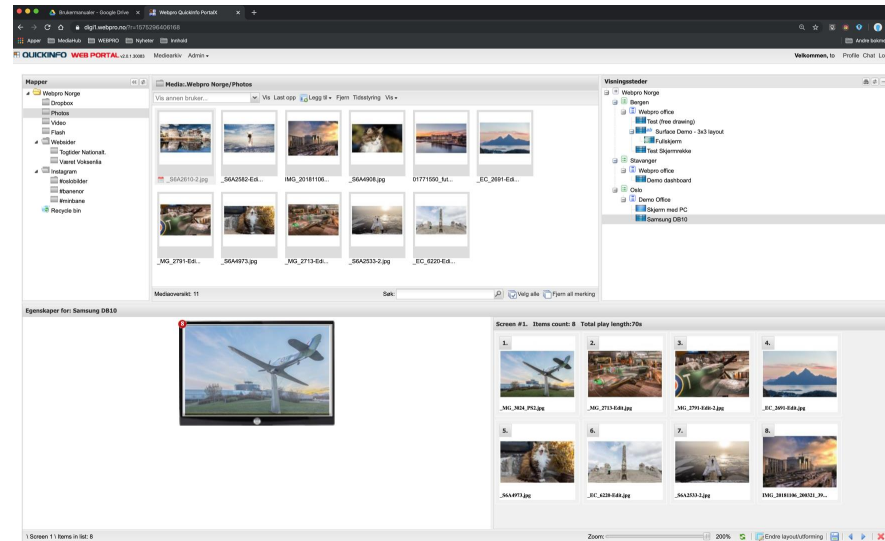 Brukermanualer - Google Drive
Webpro QuickInfo PortalX
digi1.webpro.no/?r=1575296406168
Apper MediaHub WEBPRO Nyheter Innhold
Andre bokme
QUICKINFO WEB PORTAL v2.0.1 20083 Mediearkiv Admin
Velkommen, to Profile Chat Lo
Mapper
Webpro Norge
Dropbox
Photos
Video
Flash
Websider
Togtider Nationalt.
Været Voksenlia
Instagram
#oslobilder
#banenor
#minbane
Recycle bin
Media:.Webpro Norge/Photos
Vis annen bruker... Vis Last opp Legg til Fjern Tidsstyring Vis
_S6A2610-2.jpg _S6A2582-Edi... IMG_20181106... _S6A4908.jpg 01771550_fut... _EC_2691-Edi...
_MG_2791-Edi... _S6A4973.jpg _MG_2713-Edi... _S6A2533-2.jpg _EC_6220-Edi...
Mediaoversikt: 11 Søk: Velg alle Fjern all merking
Visningssteder
Webpro Norge
Bergen
Webpro office
Test (free drawing)
Surface Demo - 3x3 layout
Fullskjerm
Test Skjermrekke
Stavanger
Webpro office
Demo dashboard
Oslo
Demo Office
Skjerm med PC
Samsung DB10
Egenskaper for: Samsung DB10
Screen #1. Items count: 8 Total play length:70s
1. 2. 3. 4.
_MG_3024_PS2.jpg _MG_2713-Edit.jpg _MG_2791-Edit-2.jpg _EC_2691-Edit.jpg
5. 6. 7. 8.
_S6A4973.jpg _EC_6220-Edit.jpg _S6A2533-2.jpg IMG_20181106_200321_39...
\ Screen 1 \ Items in list: 8
Zoom: 200% Endre layout/utforming